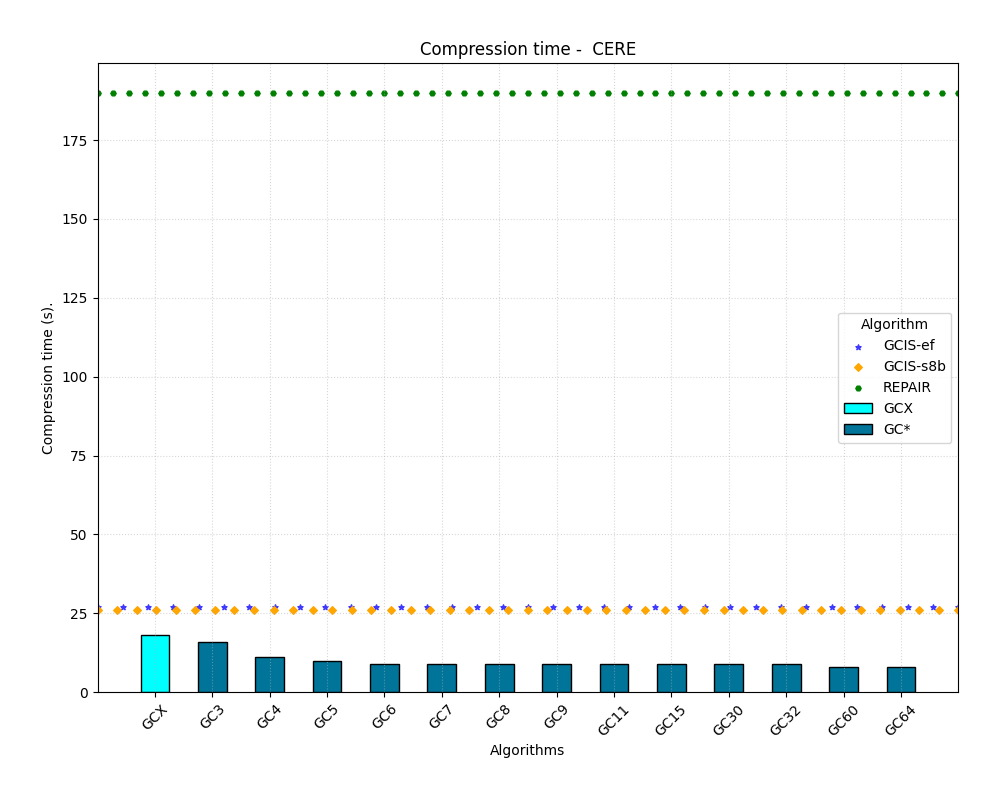 Compression time -  CERE
Compression time (s).
175
150
125
100
75
50
25
0
Algorithm
GCIS-ef
GCIS-s8b
REPAIR
GCX
GC*
GCX
GC3
GC4
GC5
GC6
GC7
GC8
GC9
GC11
GC15
GC30
GC32
GC60
GC64
Algorithms